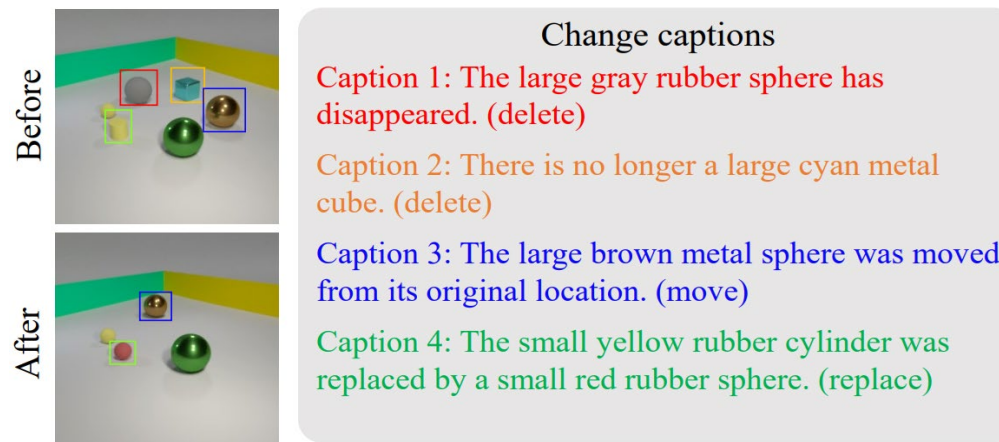 Before
After
Change captions
Caption 1: The large gray rubber sphere has
disappeared. (delete)
Caption 2: There is no longer a large cyan metal
cube. (delete)
Caption 3: The large brown metal sphere was moved
from its original location. (move)
Caption 4: The small yellow rubber cylinder was
replaced by a small red rubber sphere. (replace)